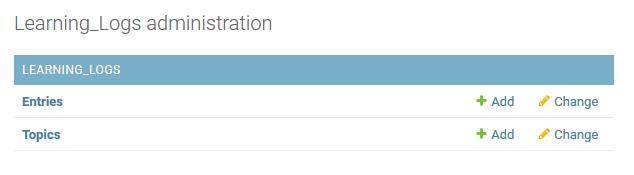 Learning_Logs administration
LEARNING_LOGS
Entries Add Change
Topics Add Change